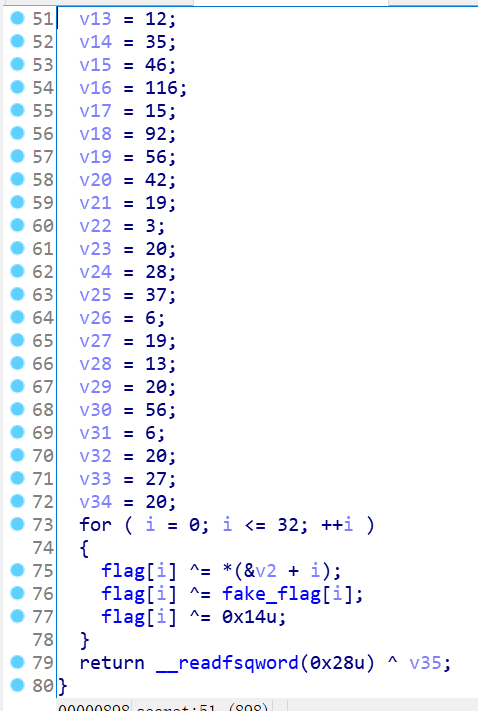 51 v13 = 12;
52 v14 = 35;
53 v15 = 46;
54 v16 = 116;
55 v17 = 15;
56 v18 = 92;
57 v19 = 56;
58 v20 = 42;
59 v21 = 19;
60 v22 = 3;
61 v23 = 20;
62 v24 = 28;
63 v25 = 37;
64 v26 = 6;
65 v27 = 19;
66 v28 = 13;
67 v29 = 20;
68 v30 = 56;
69 v31 = 6;
70 v32 = 20;
71 v33 = 27;
72 v34 = 20;
73 for ( i = 0; i <= 32; ++i )
74 {
75 flag[i] ^= *(&v2 + i);
76 flag[i] ^= fake_flag[i];
77 flag[i] ^= 0x14u;
78 }
79 return __readfsqword(0x28u) ^ v35;
80 }
00000898 secret:51 (898)